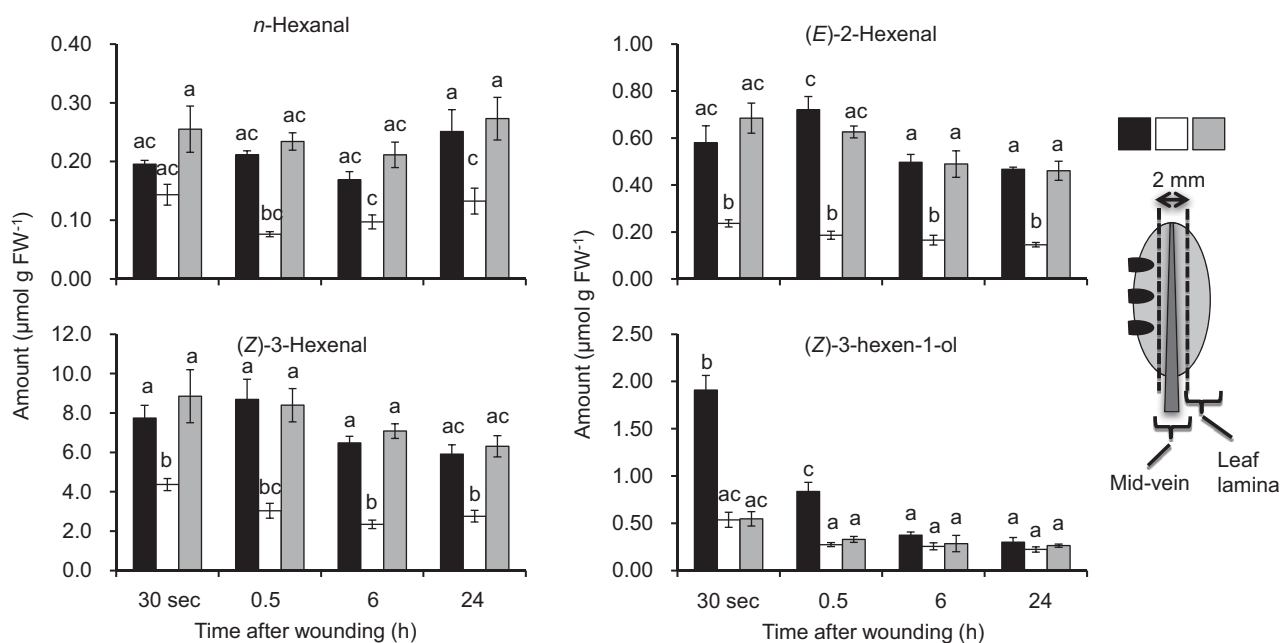 n-Hexanal
0.40
0.30
0.20
0.10
0.00
ac ac a
ac bc ac
ac c ac
a c a
(E)-2-Hexenal
1.00
0.80
0.60
0.40
0.20
0.00
ac b ac
c b ac
a b a
a b a
Amount (µmol g FW-1)
(Z)-3-Hexenal
12.0
10.0
8.0
6.0
4.0
2.0
0.0
a b a
a bc a
a b a
ac b ac
30 sec 0.5 6 24
Time after wounding (h)
Amount (µmol g FW-1)
(Z)-3-hexen-1-ol
2.50
2.00
1.50
1.00
0.50
0.00
b ac ac
c a a
a a a
a a a
30 sec 0.5 6 24
Time after wounding (h)
2 mm
Mid-vein
Leaf
lamina